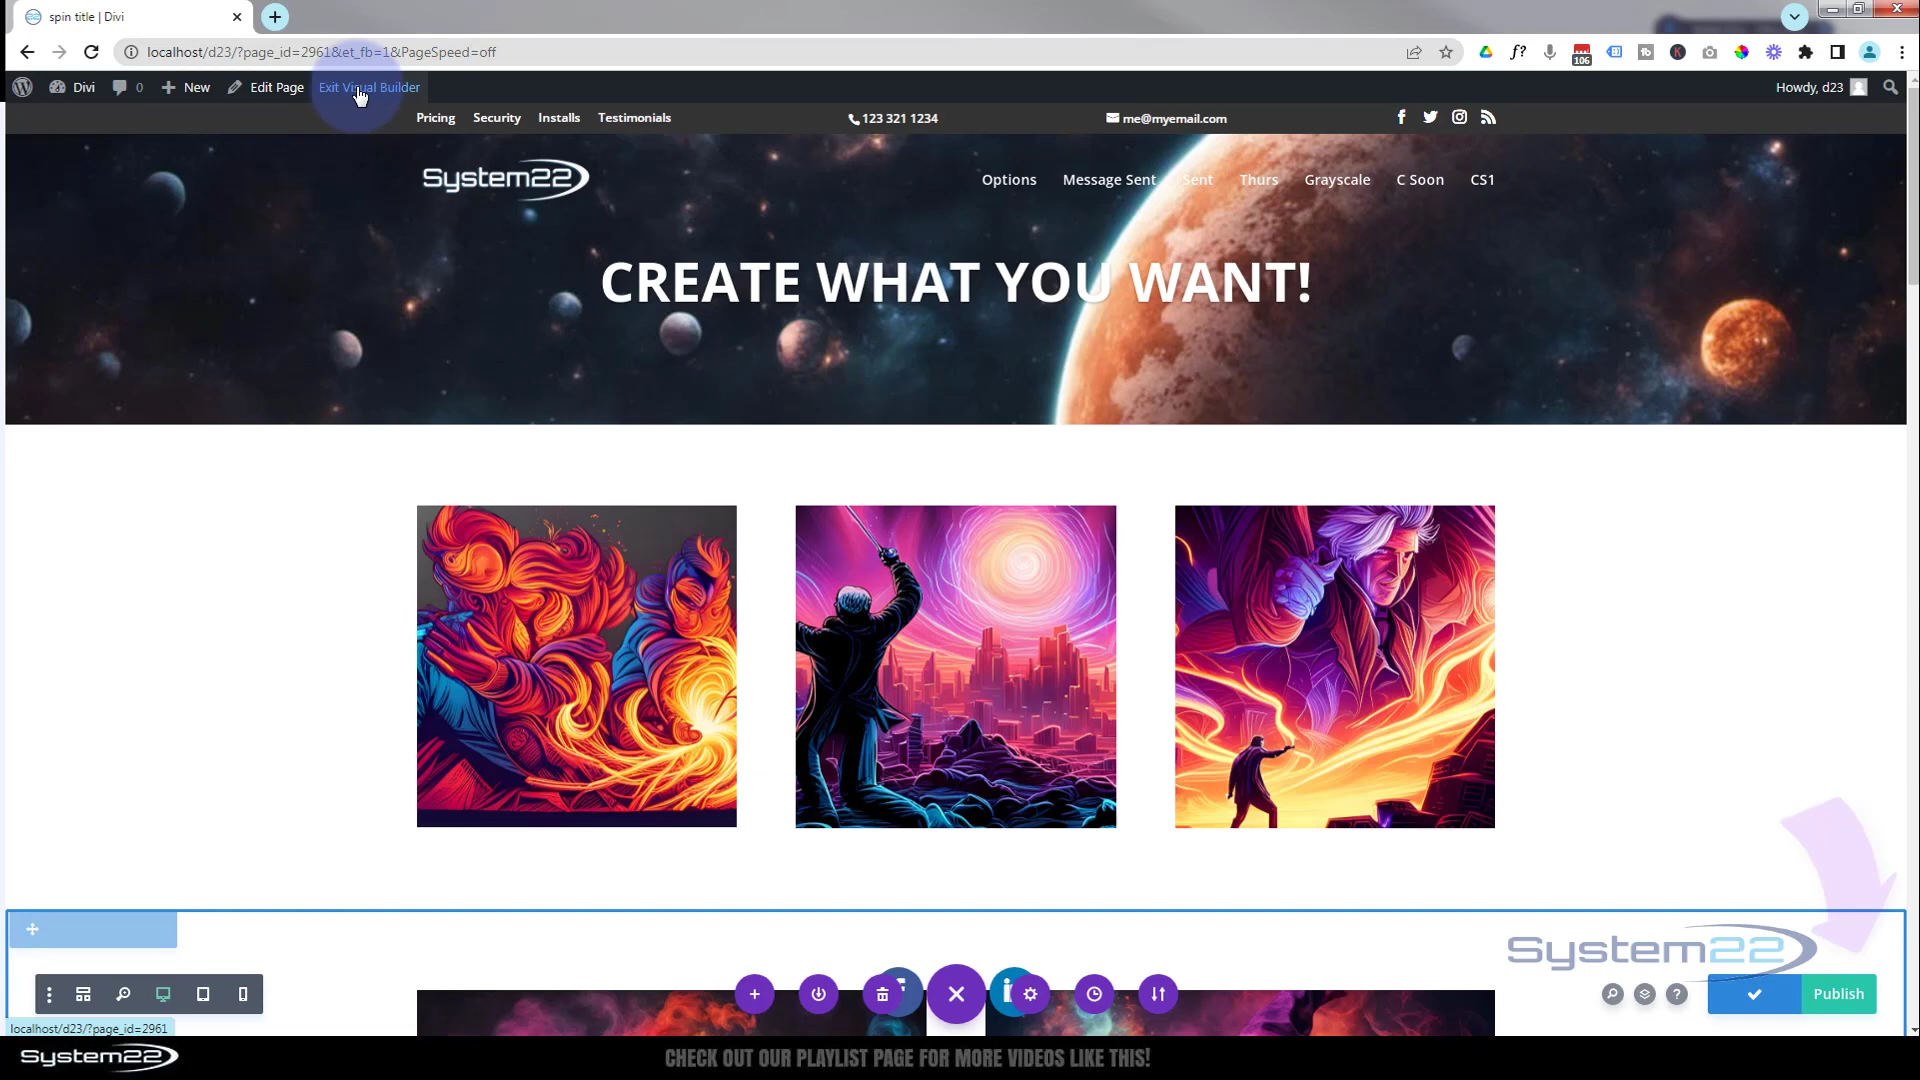 spin title | Divi
localhost/d23/?page_id=2961&et_fb=1&PageSpeed=off
106
Divi 0 New Edit Page Exit Visual Builder Howdy, d23
Pricing Security Installs Testimonials 123 321 1234 me@myemail.com
System22 Options Message Sent Sent Thurs Grayscale C Soon CS1
CREATE WHAT YOU WANT!
System22
Publish
localhost/d23/?page_id=2961
System22 CHECK OUT OUR PLAYLIST PAGE FOR MORE VIDEOS LIKE THIS!